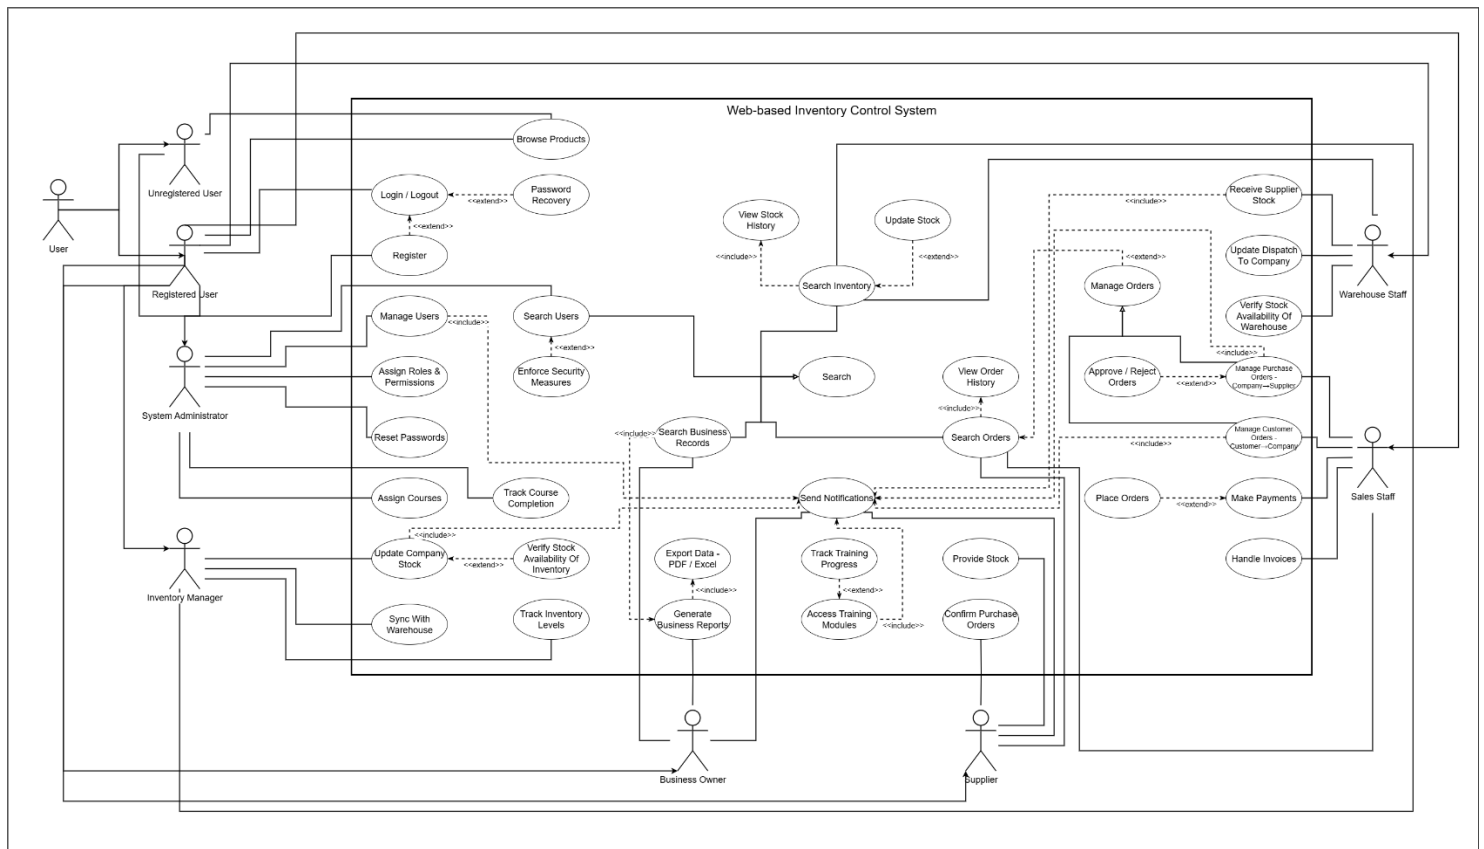 Web-based Inventory Control System
Browse Products
Unregistered User
Login / Logout
<<extend>>
Password
Recovery
User
<<extend>>
Register
Registered User
View Stock
History
Update Stock
<<include>>
<<extend>>
Search Inventory
Receive Supplier
Stock
<<include>>
Update Dispatch
To Company
<<extend>>
Manage Orders
Warehouse Staff
Verify Stock
Availability Of
Warehouse
Manage Users
<<include>>
Search Users
<<extend>>
Enforce Security
Measures
Assign Roles &
Permissions
System Administrator
Search
View Order
History
<<include>>
Approve / Reject
Orders
<<extend>>
<<include>>
Manage Purchase
Orders -
Company→Supplier
Reset Passwords
<<include>>
Search Business
Records
Search Orders
<<include>>
Manage Customer
Orders -
Customer→Company
Assign Courses
Track Course
Completion
Send Notifications
Place Orders
<<extend>>
Make Payments
Sales Staff
<<include>>
Update Company
Stock
<<extend>>
Verify Stock
Availability Of
Inventory
Export Data -
PDF / Excel
<<include>>
Track Training
Progress
<<extend>>
Provide Stock
Handle Invoices
Inventory Manager
Sync With
Warehouse
Track Inventory
Levels
Generate
Business Reports
Access Training
Modules
<<include>>
Confirm Purchase
Orders
Business Owner
Supplier